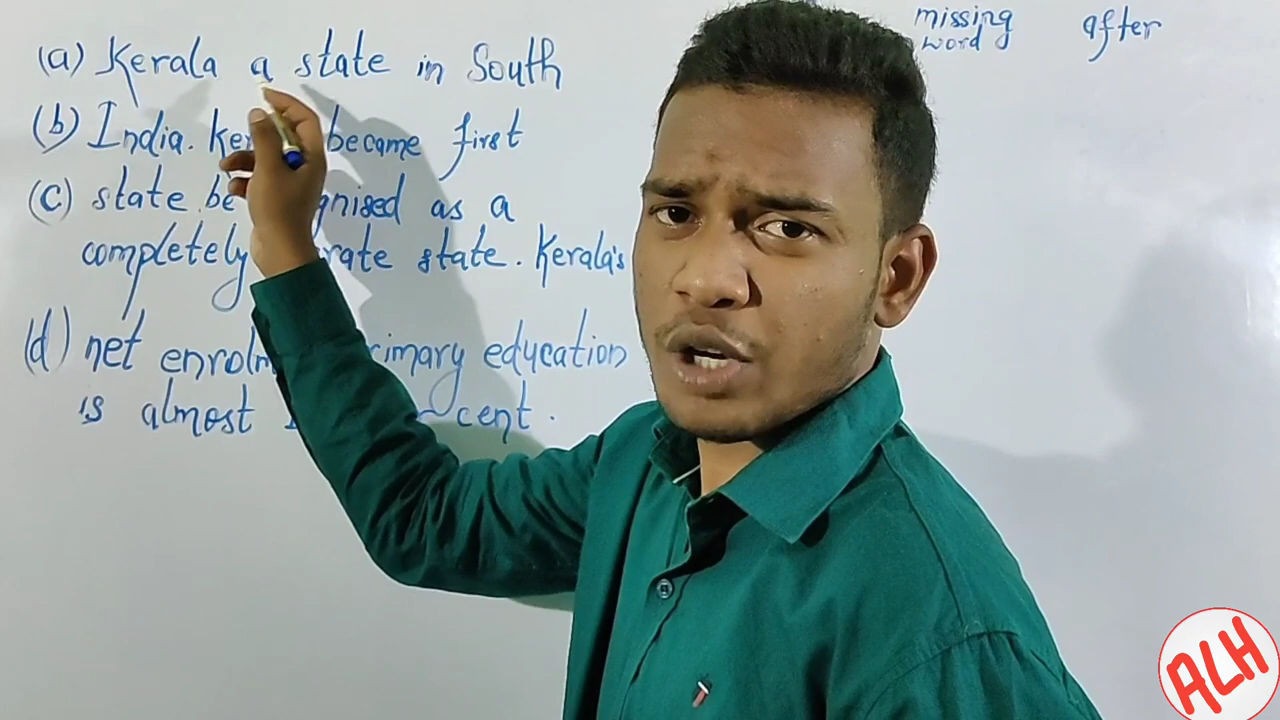 missing after
word
(a) Kerala a state in South
(b) India. became first
(c) state as a
completely state. Kerala's
(d) net primary education
is almost cent.
ALH